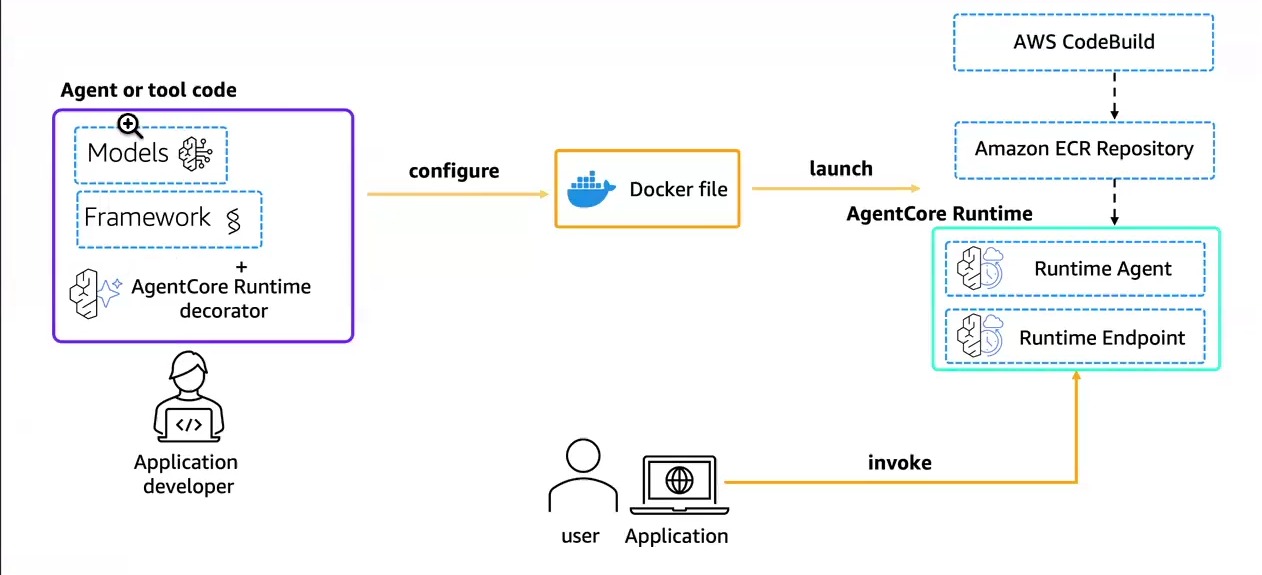 AWS CodeBuild
Agent or tool code
Models
configure
Docker file
launch
Amazon ECR Repository
Framework
AgentCore Runtime
+
AgentCore Runtime
decorator
Runtime Agent
Runtime Endpoint
</>
Application
developer
invoke
user
Application